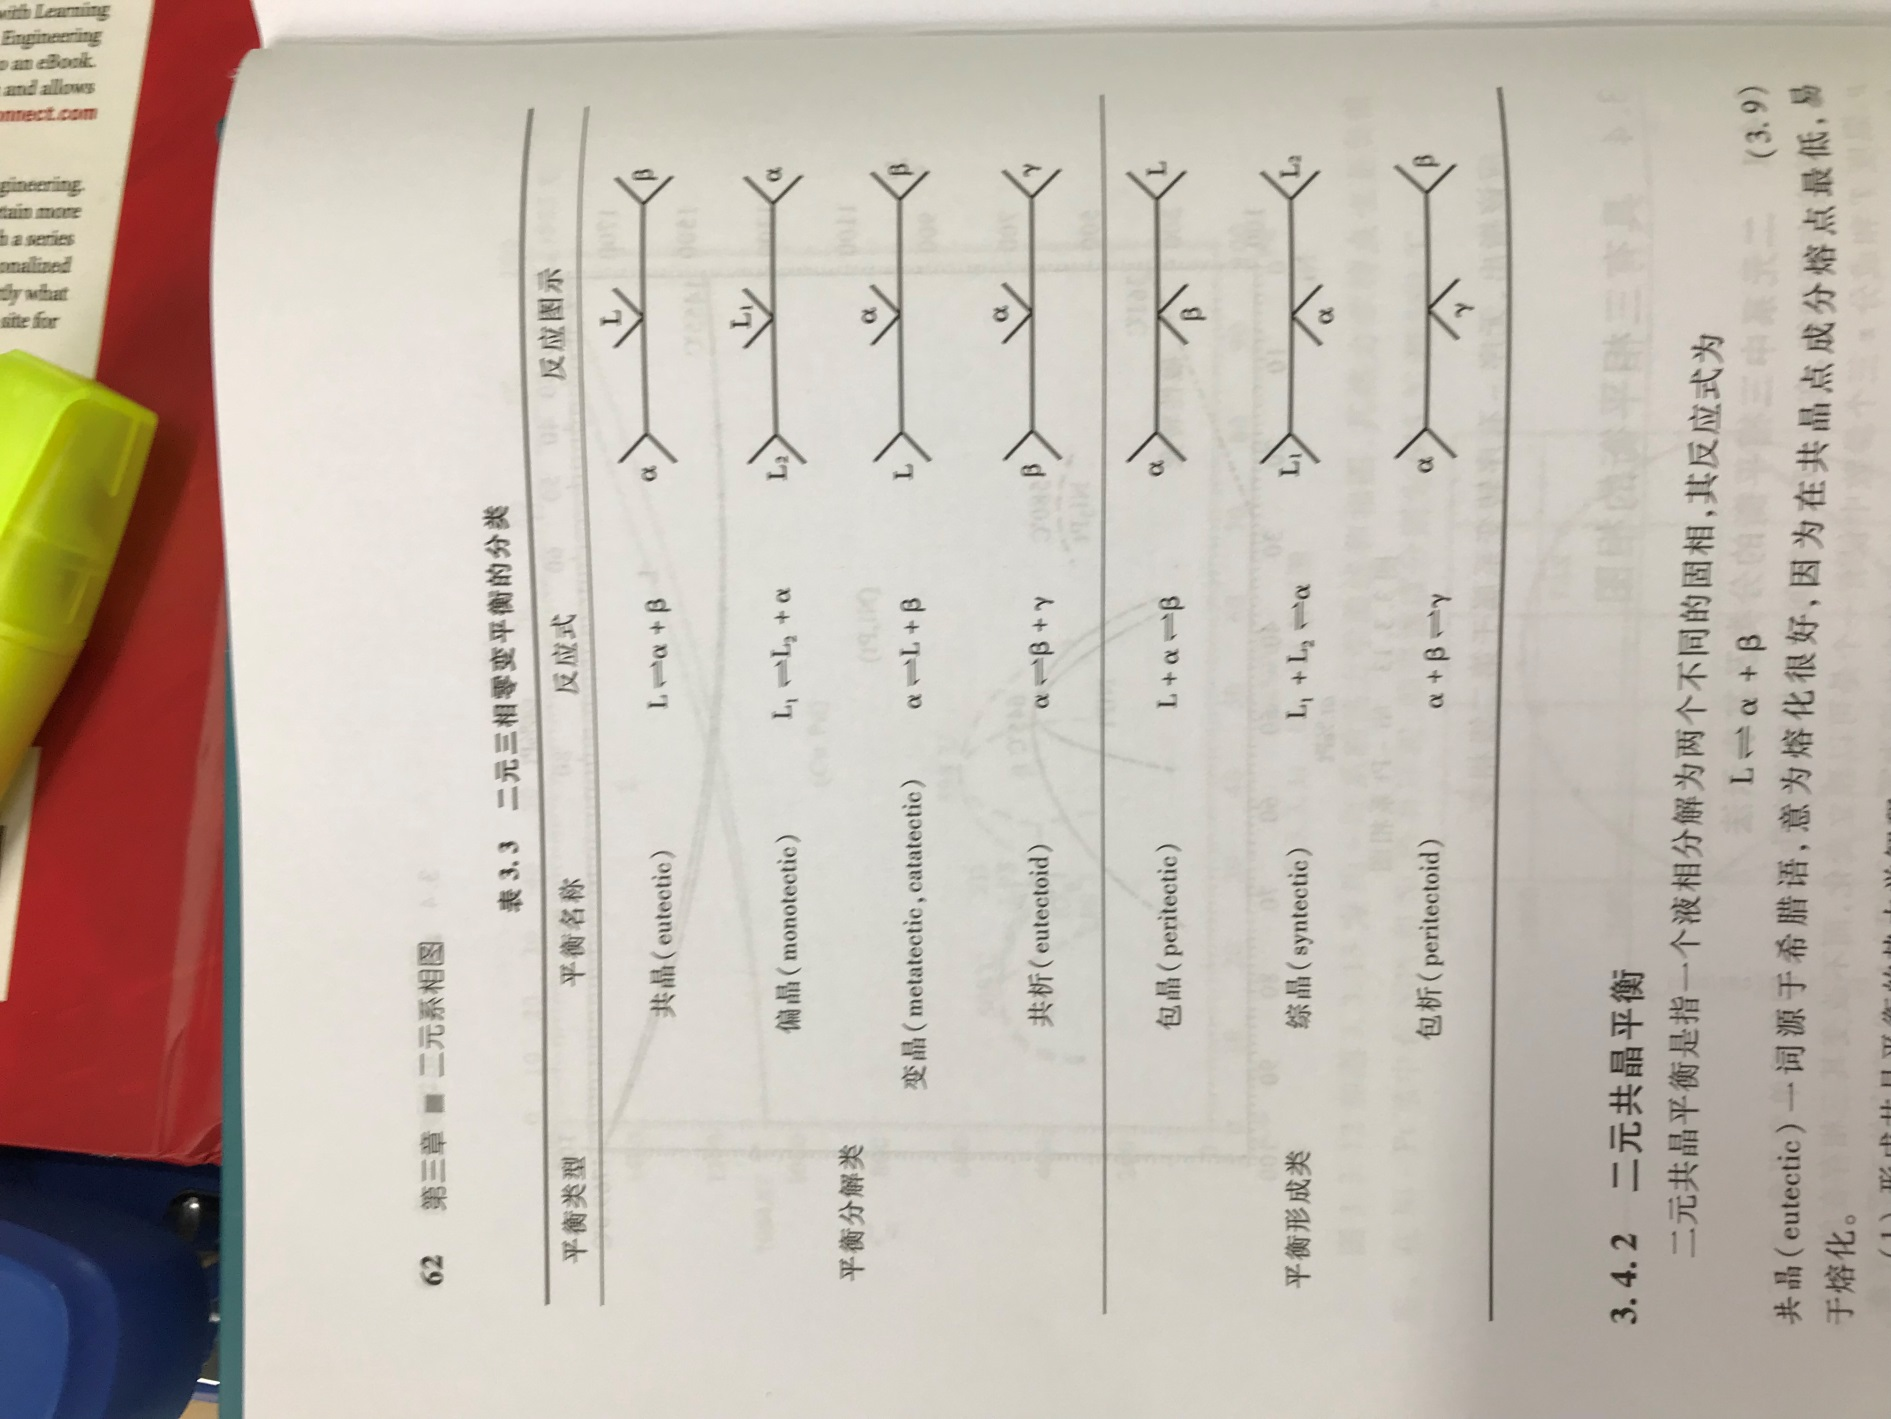 with Learning
Engineering
an eBook.
and allows
onnect.com
gineering.
tain more
a series
onalized
tly what
site for
62 第三章 ■ 二元系相图
表 3.3 二元三相零变平衡的分类
平衡类型 平衡名称 反应式 反应图示
共晶(eutectic) L⇌α + β α L β
偏晶(monotectic) L₁⇌L₂ + α L₂ L₁ α
平衡分解类
变晶(metatectic,catatectic) α⇌L + β L α β
共析(eutectoid) α⇌β + γ β α γ
包晶(peritectic) L + α⇌β α β L
平衡形成类 综晶(syntectic) L₁ + L₂⇌α L₁ α L₂
包析(peritectoid) α + β⇌γ α γ β
3.4.2 二元共晶平衡
二元共晶平衡是指一个液相分解为两个不同的固相,其反应式为
L⇌α + β (3.9)
共晶(eutectic)一词源于希腊语,意为熔化很好,因为在共晶点成分熔点最低,易
于熔化。